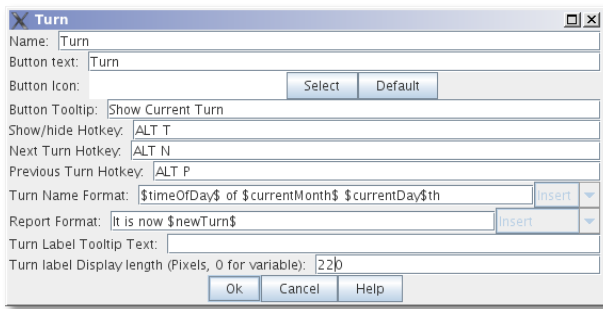 Turn
Name: Turn
Button text: Turn
Button Icon: Select Default
Button Tooltip: Show Current Turn
Show/hide Hotkey: ALT T
Next Turn Hotkey: ALT N
Previous Turn Hotkey: ALT P
Turn Name Format: $timeOfDay$ of $currentMonth$ $currentDay$th Insert
Report Format: It is now $newTurn$ Insert
Turn Label Tooltip Text:
Turn label Display length (Pixels, 0 for variable): 220
Ok Cancel Help